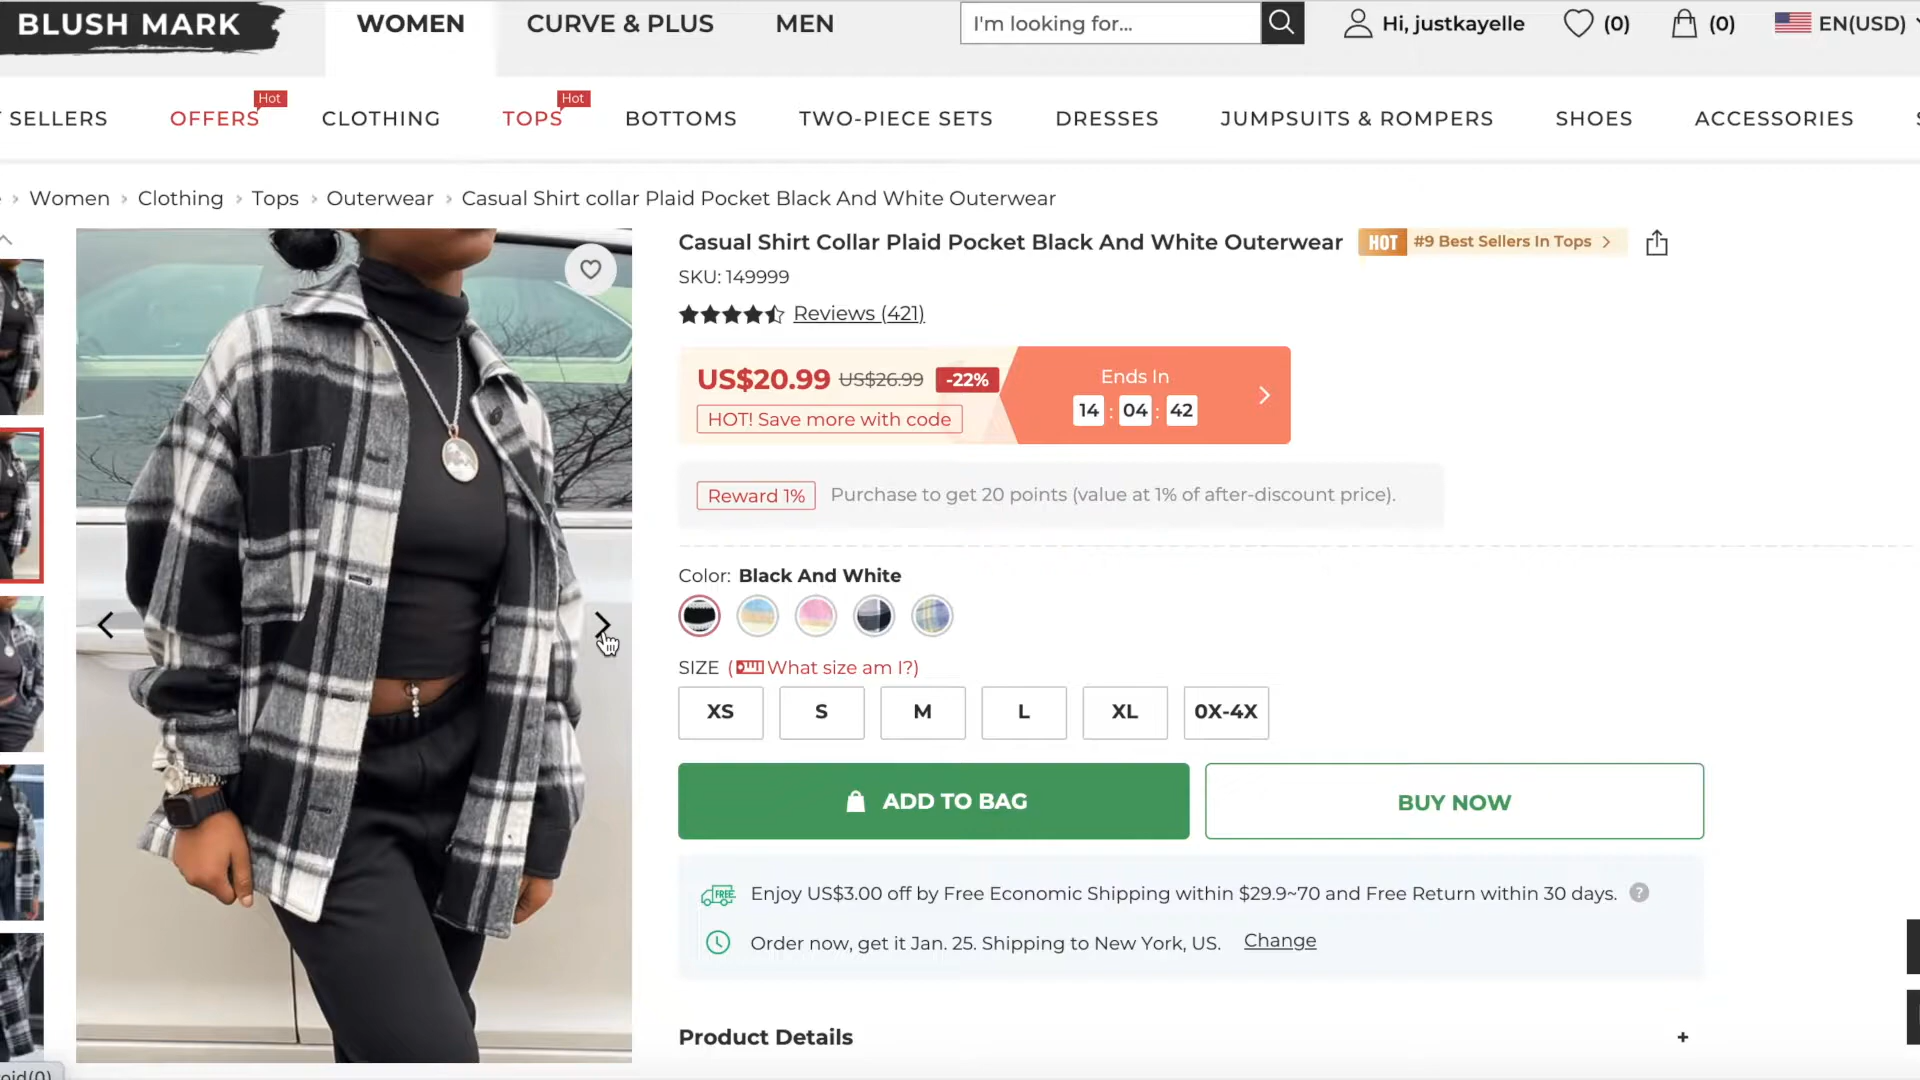 BLUSH MARK
WOMEN
CURVE & PLUS
MEN
I'm looking for...
Hi, justkayelle
(0)
(0)
EN(USD)
SELLERS
OFFERS
Hot
CLOTHING
TOPS
Hot
BOTTOMS
TWO-PIECE SETS
DRESSES
JUMPSUITS & ROMPERS
SHOES
ACCESSORIES
Women > Clothing > Tops > Outerwear > Casual Shirt collar Plaid Pocket Black And White Outerwear
Casual Shirt Collar Plaid Pocket Black And White Outerwear
HOT #9 Best Sellers In Tops >
SKU: 149999
Reviews (421)
US$20.99 US$26.99 -22%
HOT! Save more with code
Ends In
14 : 04 : 42
Reward 1%
Purchase to get 20 points (value at 1% of after-discount price).
Color: Black And White
SIZE (What size am I?)
XS
S
M
L
XL
0X-4X
ADD TO BAG
BUY NOW
FREE
Enjoy US$3.00 off by Free Economic Shipping within $29.9~70 and Free Return within 30 days. ?
Order now, get it Jan. 25. Shipping to New York, US. Change
Product Details +